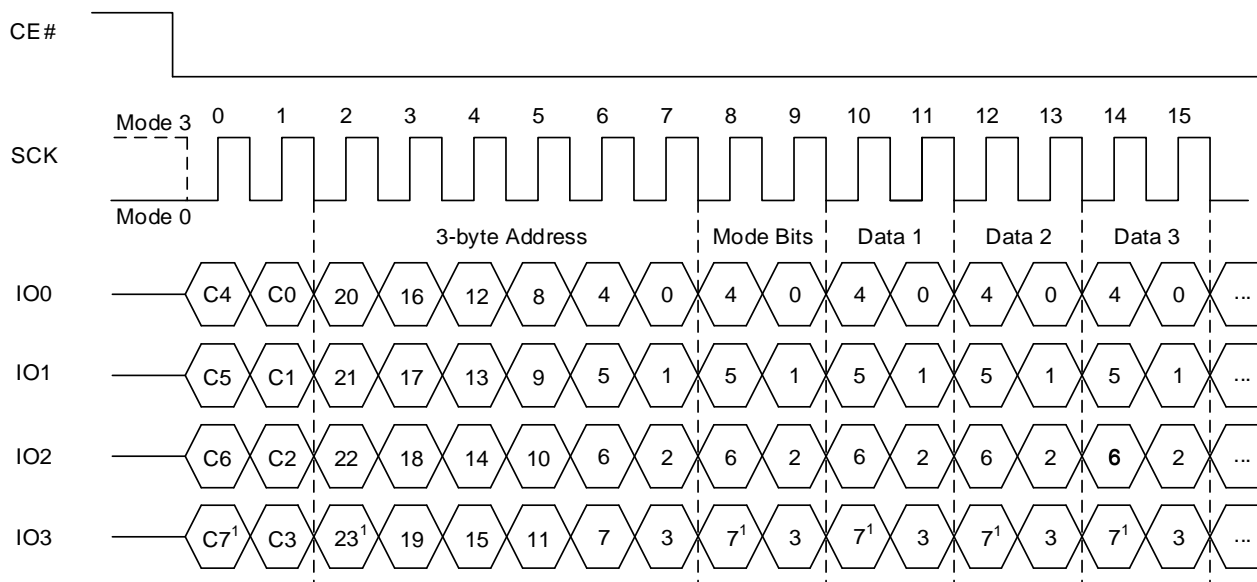 CE#
0 1 2 3 4 5 6 7 8 9 10 11 12 13 14 15
Mode 3
SCK
Mode 0
3-byte Address Mode Bits Data 1 Data 2 Data 3
IO0 C4 C0 20 16 12 8 4 0 4 0 4 0 4 0 4 0 ...
IO1 C5 C1 21 17 13 9 5 1 5 1 5 1 5 1 5 1 ...
IO2 C6 C2 22 18 14 10 6 2 6 2 6 2 6 2 6 2 ...
IO3 C7¹ C3 23¹ 19 15 11 7 3 7¹ 3 7¹ 3 7¹ 3 7¹ 3 ...